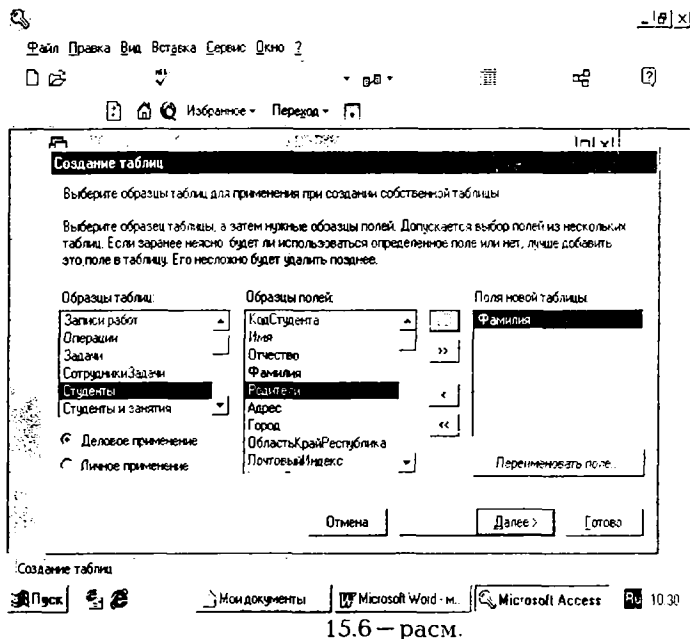 Файл Правка Вид Вставка Сервис Окно ?
Избранное Переход
Создание таблиц
Выберите образцы таблиц для применения при создании собственной таблицы
Выберите образец таблицы, а затем нужные образцы полей. Допускается выбор полей из нескольких
таблиц. Если заранее неясно будет ли использоваться определенное поле или нет, лучше добавить
это поле в таблицу. Его несложно будет удалить позднее.
Образцы таблиц: Образцы полей: Поля новой таблицы
Записи работ КодСтудента Фамилия
Операции Имя
Задачи Отчество >>
СотрудникиЗадачи Фамилия
Студенты Родители <
Студенты и занятия Адрес
Город <<
Деловое применение ОбластьКрайРеспублика
Личное применение ПочтовыйИндекс Переименовать поле...
Отмена Далее > Готово
Создание таблиц
Пуск Мои документы Microsoft Word - м... Microsoft Access Ru 10:30
15.6 — расм.